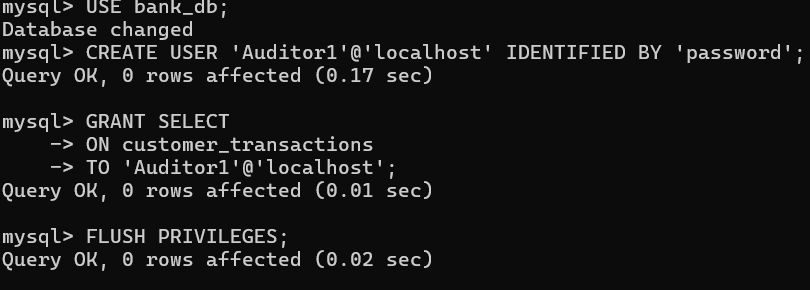 mysql> USE bank_db;
Database changed
mysql> CREATE USER 'Auditor1'@'localhost' IDENTIFIED BY 'password';
Query OK, 0 rows affected (0.17 sec)

mysql> GRANT SELECT
    -> ON customer_transactions
    -> TO 'Auditor1'@'localhost';
Query OK, 0 rows affected (0.01 sec)

mysql> FLUSH PRIVILEGES;
Query OK, 0 rows affected (0.02 sec)